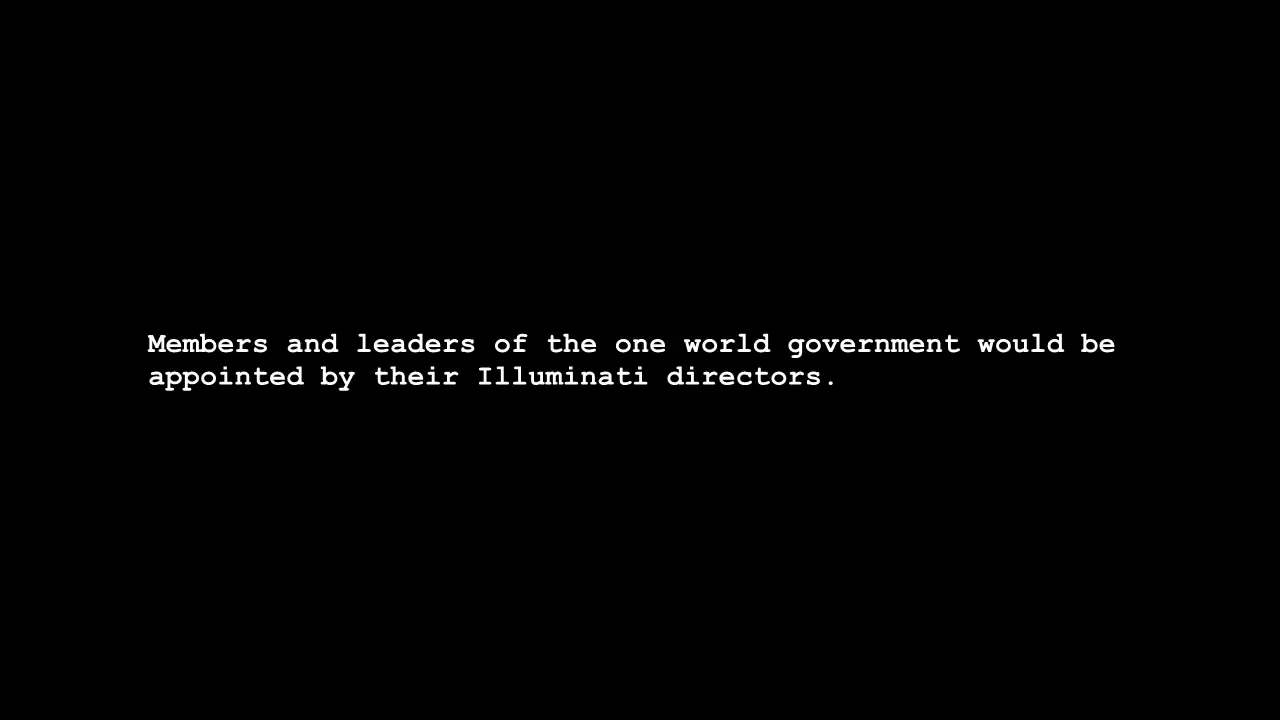 Members and leaders of the one world government would be
appointed by their Illuminati directors.